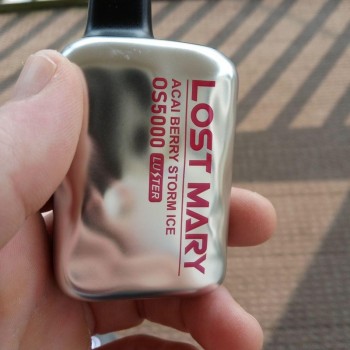 LOST MARY
ACAI BERRY STORM ICE
OS5000 LUSTER